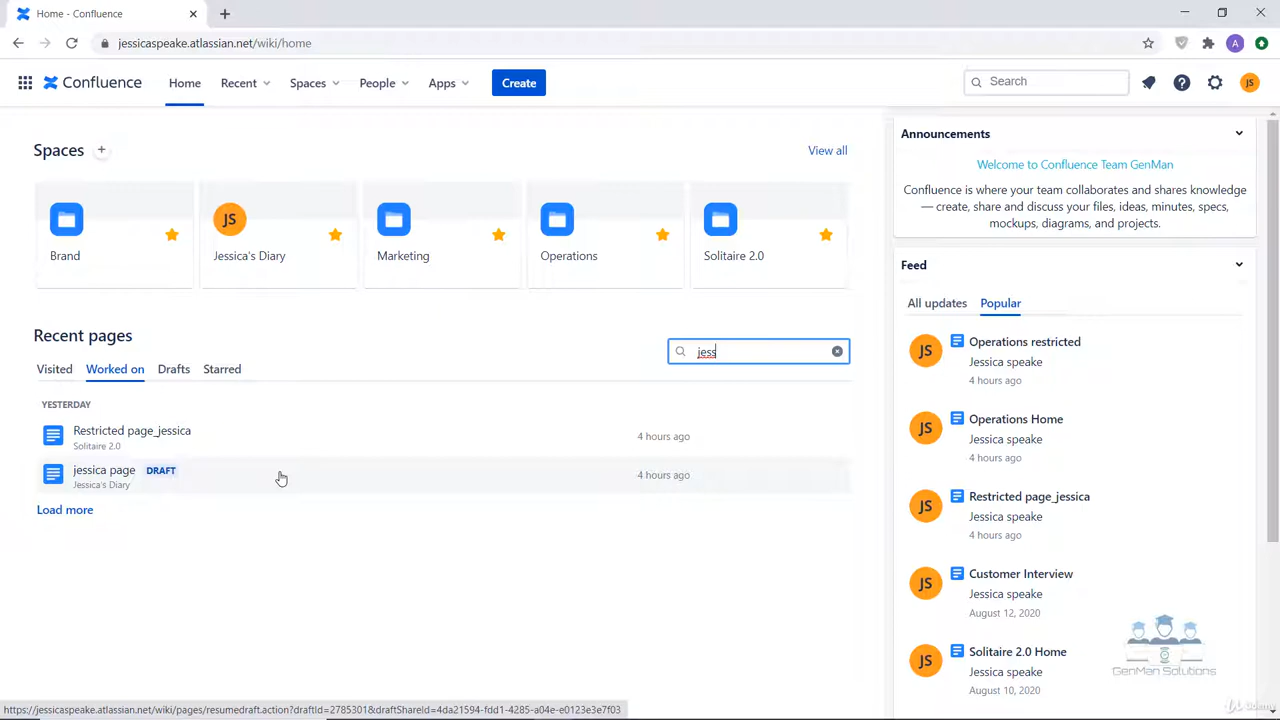 Home - Confluence
jessicaspeake.atlassian.net/wiki/home
A
Confluence
Home
Recent
Spaces
People
Apps
Create
Search
JS
Spaces
View all
Brand
JS
Jessica's Diary
Marketing
Operations
Solitaire 2.0
Recent pages
jess
Visited
Worked on
Drafts
Starred
YESTERDAY
Restricted page_jessica
Solitaire 2.0
4 hours ago
jessica page DRAFT
Jessica's Diary
4 hours ago
Load more
Announcements
Welcome to Confluence Team GenMan
Confluence is where your team collaborates and shares knowledge
— create, share and discuss your files, ideas, minutes, specs,
mockups, diagrams, and projects.
Feed
All updates
Popular
JS
Operations restricted
Jessica speake
4 hours ago
JS
Operations Home
Jessica speake
4 hours ago
JS
Restricted page_jessica
Jessica speake
4 hours ago
JS
Customer Interview
Jessica speake
August 12, 2020
JS
Solitaire 2.0 Home
Jessica speake
August 10, 2020
GenMan Solutions
Udemy
https://jessicaspeake.atlassian.net/wiki/pages/resumedraft.action?draftId=2785301&draftShareId=4da21594-fdd1-4285-a04e-e0123e3e7f03